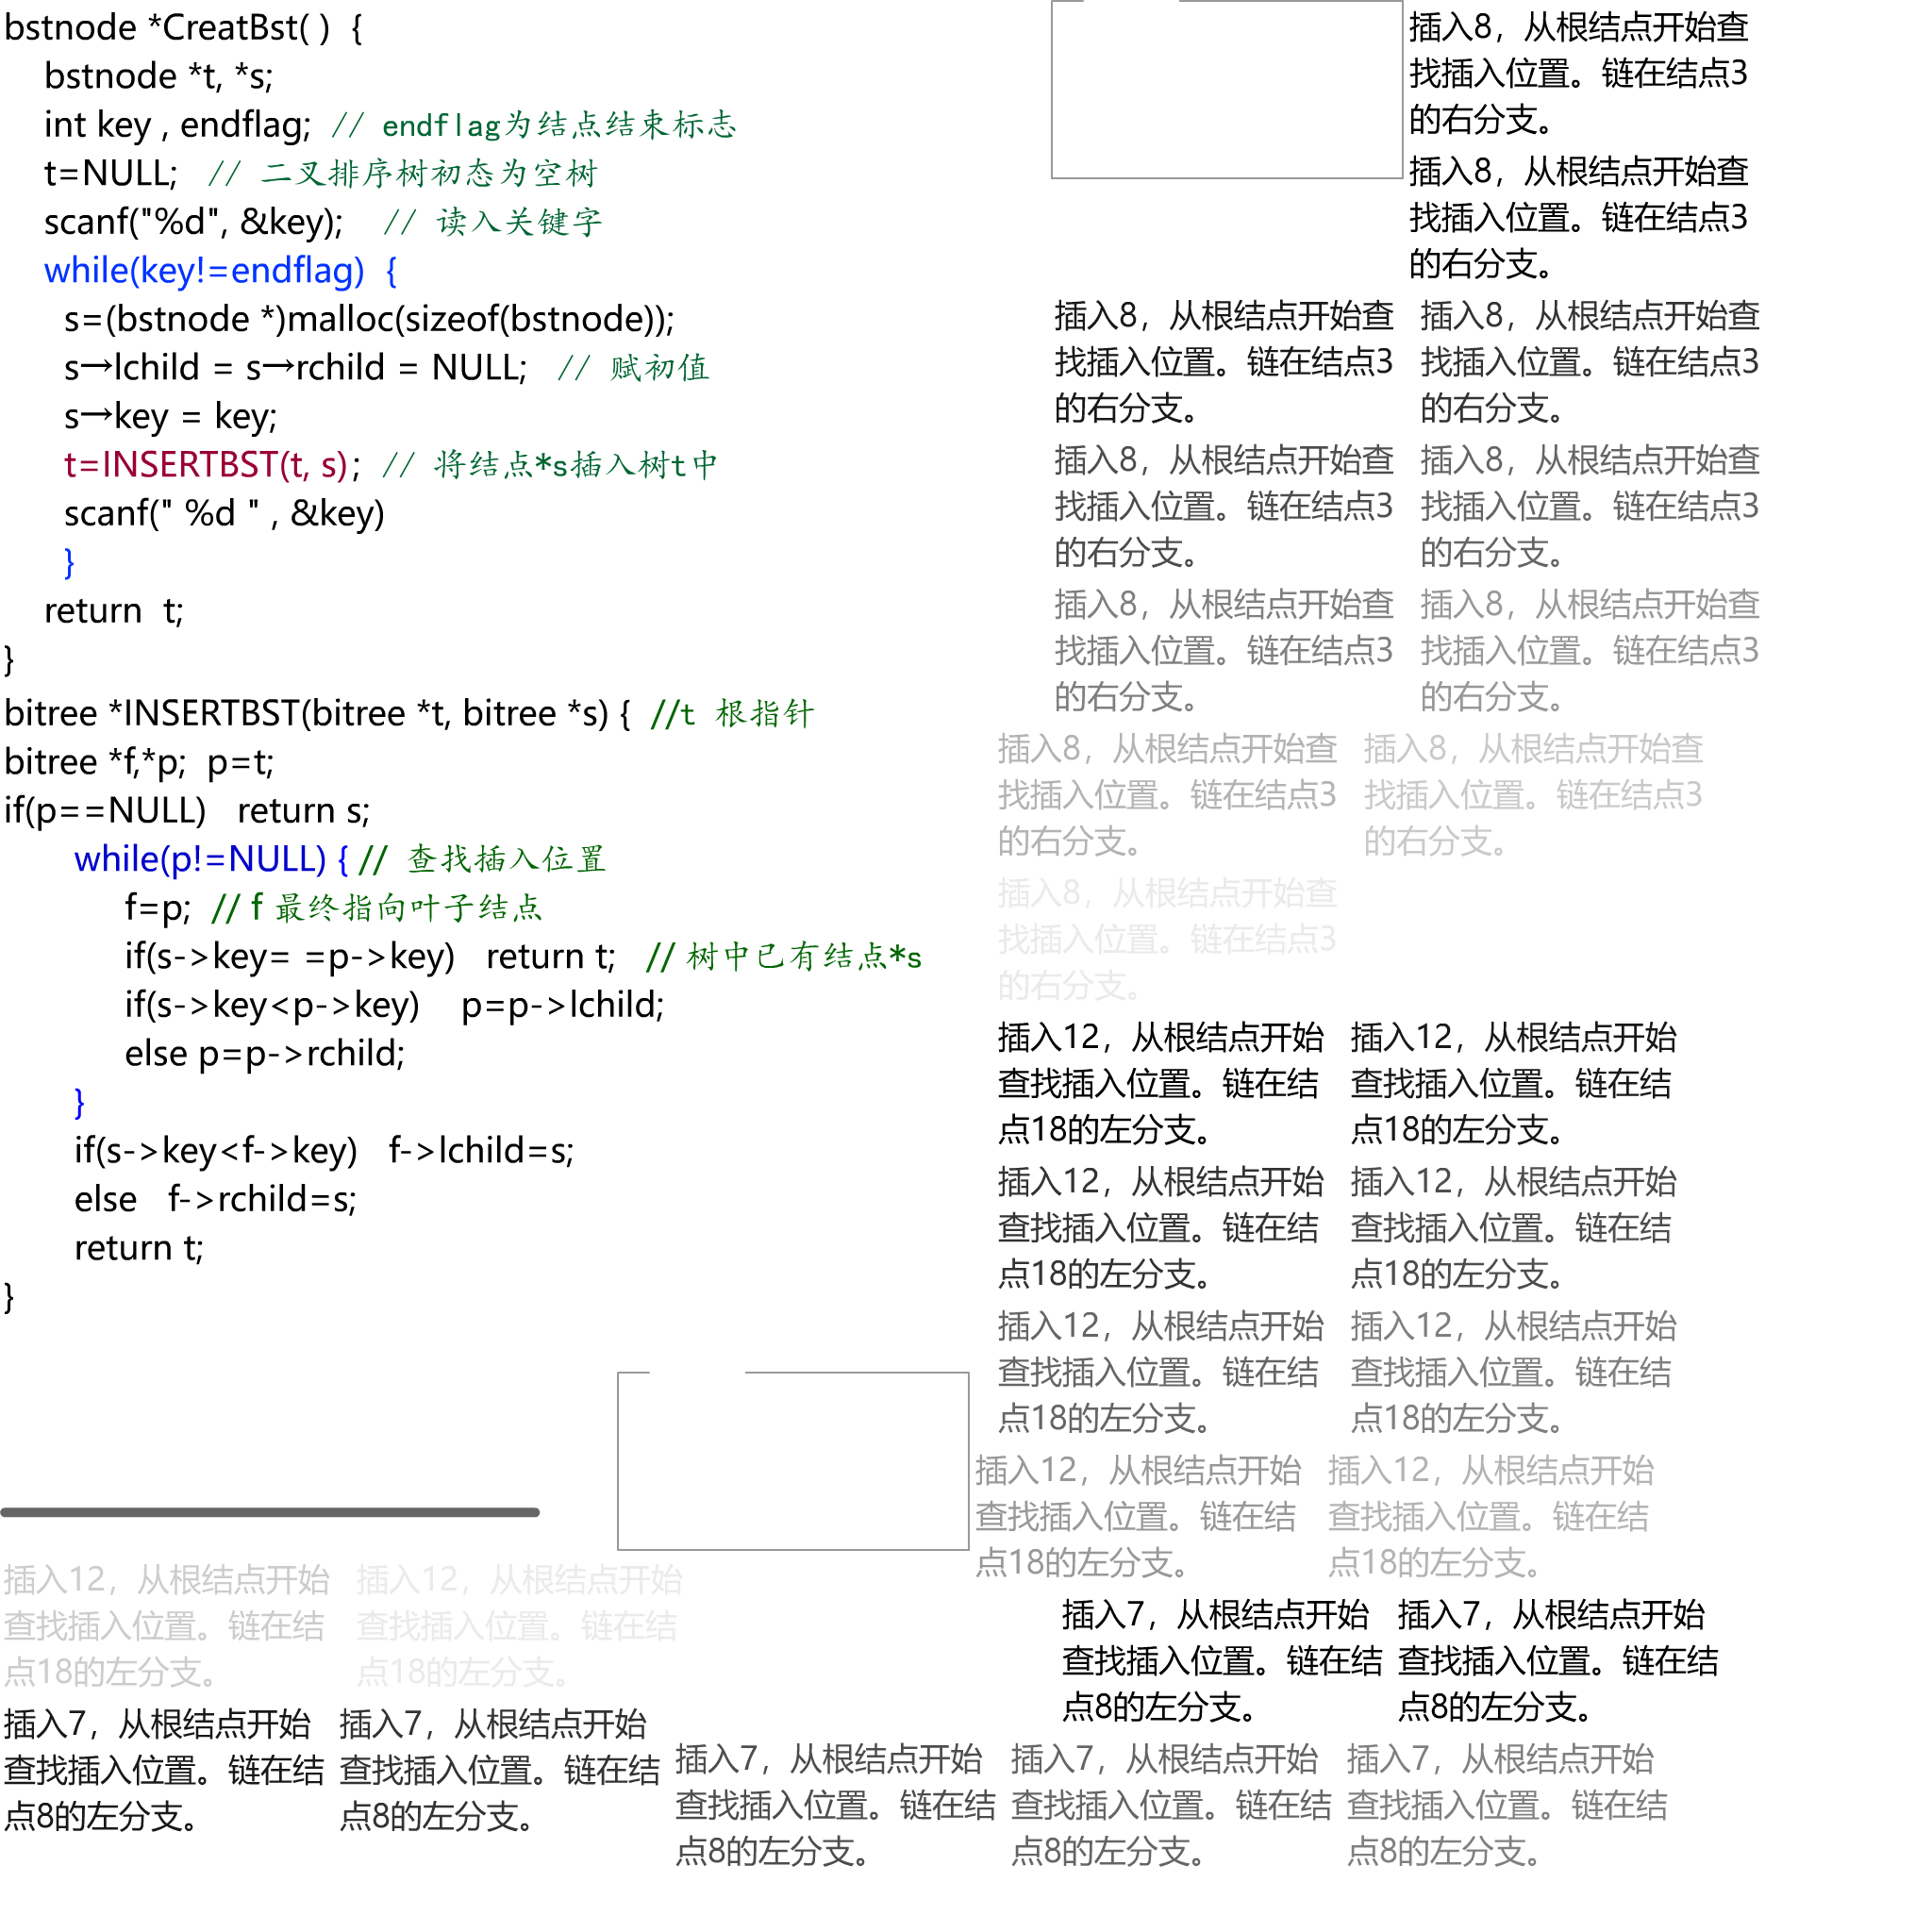 bstnode *CreatBst( )  {
bstnode *t, *s;
int key , endflag;  // endflag为结点结束标志
t=NULL;   // 二叉排序树初态为空树
scanf("%d", &key);    // 读入关键字
while(key!=endflag)  {
s=(bstnode *)malloc(sizeof(bstnode));
s→lchild = s→rchild = NULL;   // 赋初值
s→key = key;
t=INSERTBST(t, s);  // 将结点*s插入树t中
scanf(" %d " , &key)
}
return  t;
}
bitree *INSERTBST(bitree *t, bitree *s) {  //t 根指针
bitree *f,*p;  p=t;
if(p==NULL)   return s;
while(p!=NULL) { // 查找插入位置
f=p;  // f 最终指向叶子结点
if(s->key= =p->key)   return t;   // 树中已有结点*s
if(s->key<p->key)    p=p->lchild;
else p=p->rchild;
}
if(s->key<f->key)   f->lchild=s;
else   f->rchild=s;
return t;
}
插入8，从根结点开始查
找插入位置。链在结点3
的右分支。
插入8，从根结点开始查
找插入位置。链在结点3
的右分支。
插入8，从根结点开始查
找插入位置。链在结点3
的右分支。
插入8，从根结点开始查
找插入位置。链在结点3
的右分支。
插入8，从根结点开始查
找插入位置。链在结点3
的右分支。
插入8，从根结点开始查
找插入位置。链在结点3
的右分支。
插入8，从根结点开始查
找插入位置。链在结点3
的右分支。
插入8，从根结点开始查
找插入位置。链在结点3
的右分支。
插入8，从根结点开始查
找插入位置。链在结点3
的右分支。
插入8，从根结点开始查
找插入位置。链在结点3
的右分支。
插入8，从根结点开始查
找插入位置。链在结点3
的右分支。
插入12，从根结点开始
查找插入位置。链在结
点18的左分支。
插入12，从根结点开始
查找插入位置。链在结
点18的左分支。
插入12，从根结点开始
查找插入位置。链在结
点18的左分支。
插入12，从根结点开始
查找插入位置。链在结
点18的左分支。
插入12，从根结点开始
查找插入位置。链在结
点18的左分支。
插入12，从根结点开始
查找插入位置。链在结
点18的左分支。
插入12，从根结点开始
查找插入位置。链在结
点18的左分支。
插入12，从根结点开始
查找插入位置。链在结
点18的左分支。
插入12，从根结点开始
查找插入位置。链在结
点18的左分支。
插入12，从根结点开始
查找插入位置。链在结
点18的左分支。
插入7，从根结点开始
查找插入位置。链在结
点8的左分支。
插入7，从根结点开始
查找插入位置。链在结
点8的左分支。
插入7，从根结点开始
查找插入位置。链在结
点8的左分支。
插入7，从根结点开始
查找插入位置。链在结
点8的左分支。
插入7，从根结点开始
查找插入位置。链在结
点8的左分支。
插入7，从根结点开始
查找插入位置。链在结
点8的左分支。
插入7，从根结点开始
查找插入位置。链在结
点8的左分支。